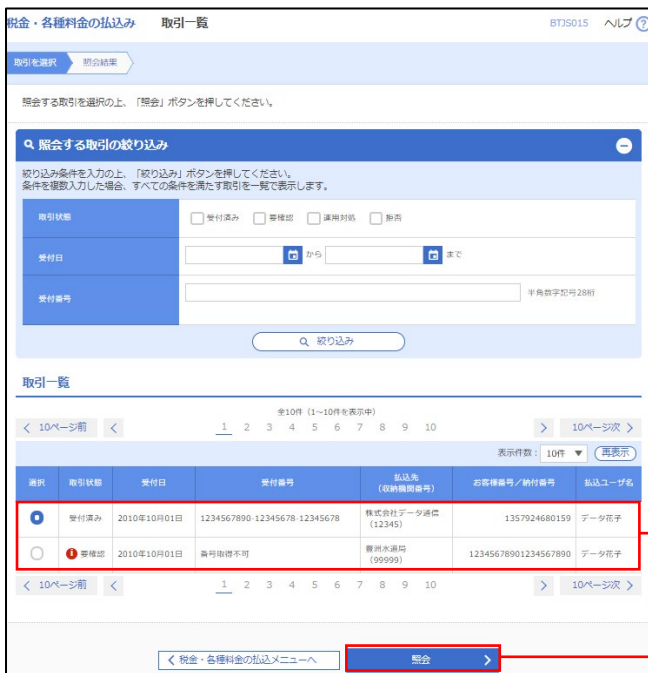 税金・各種料金の払込み 取引一覧 BTJS015 ヘルプ ?
取引を選択 照会結果
照会する取引を選択の上、「照会」ボタンを押してください。
照会する取引の絞り込み
絞り込み条件を入力の上、「絞り込み」ボタンを押してください。
条件を複数入力した場合、すべての条件を満たす取引を一覧で表示します。
取引状態 受付済み 要確認 運用対処 拒否
受付日 から まで
受付番号 半角数字記号28桁
絞り込み
取引一覧
全10件（1～10件を表示中）
< 10ページ前 < 1 2 3 4 5 6 7 8 9 10 > 10ページ次 >
表示件数： 10件 ▼ 再表示
選択 取引状態 受付日 受付番号 払込先 お客様番号／納付番号 払込ユーザ名
（収納機関番号）
受付済み 2010年10月01日 1234567890-12345678-12345678 株式会社データ通信 1357924680159 データ花子
（12345）
! 要確認 2010年10月01日 番号取得不可 豊洲水道局 12345678901234567890 データ花子
（99999）
< 10ページ前 < 1 2 3 4 5 6 7 8 9 10 > 10ページ次 >
< 税金・各種料金の払込メニューへ 照会 >